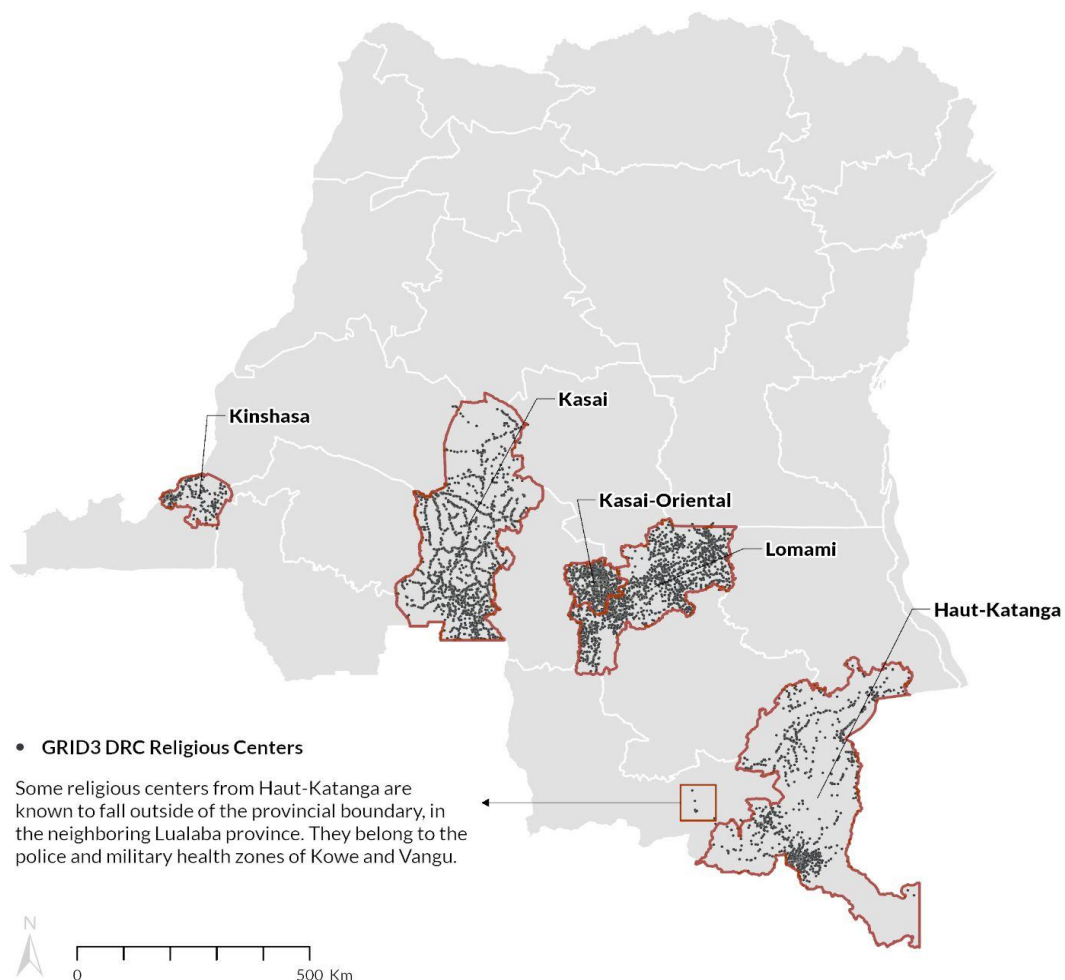 Kinshasa
Kasai
Kasai-Oriental
Lomami
Haut-Katanga
GRID3 DRC Religious Centers
Some religious centers from Haut-Katanga are
known to fall outside of the provincial boundary, in
the neighboring Lualaba province. They belong to the
police and military health zones of Kowe and Vangu.
N
0 500 Km